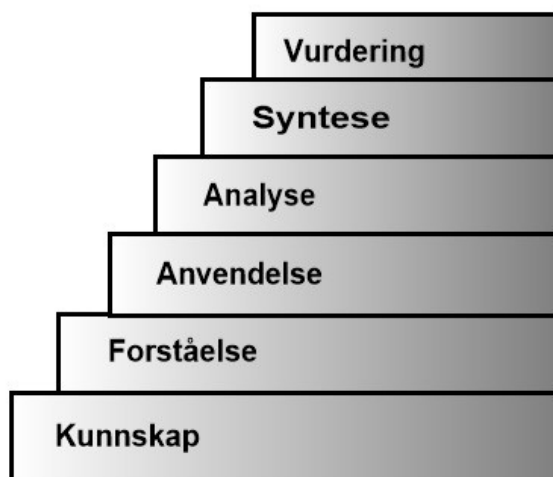 Vurdering
Syntese
Analyse
Anvendelse
Forståelse
Kunnskap